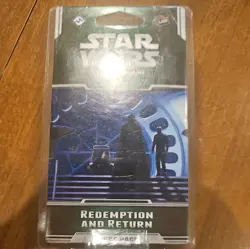 STAR
WARS
REDEMPTION
AND RETURN